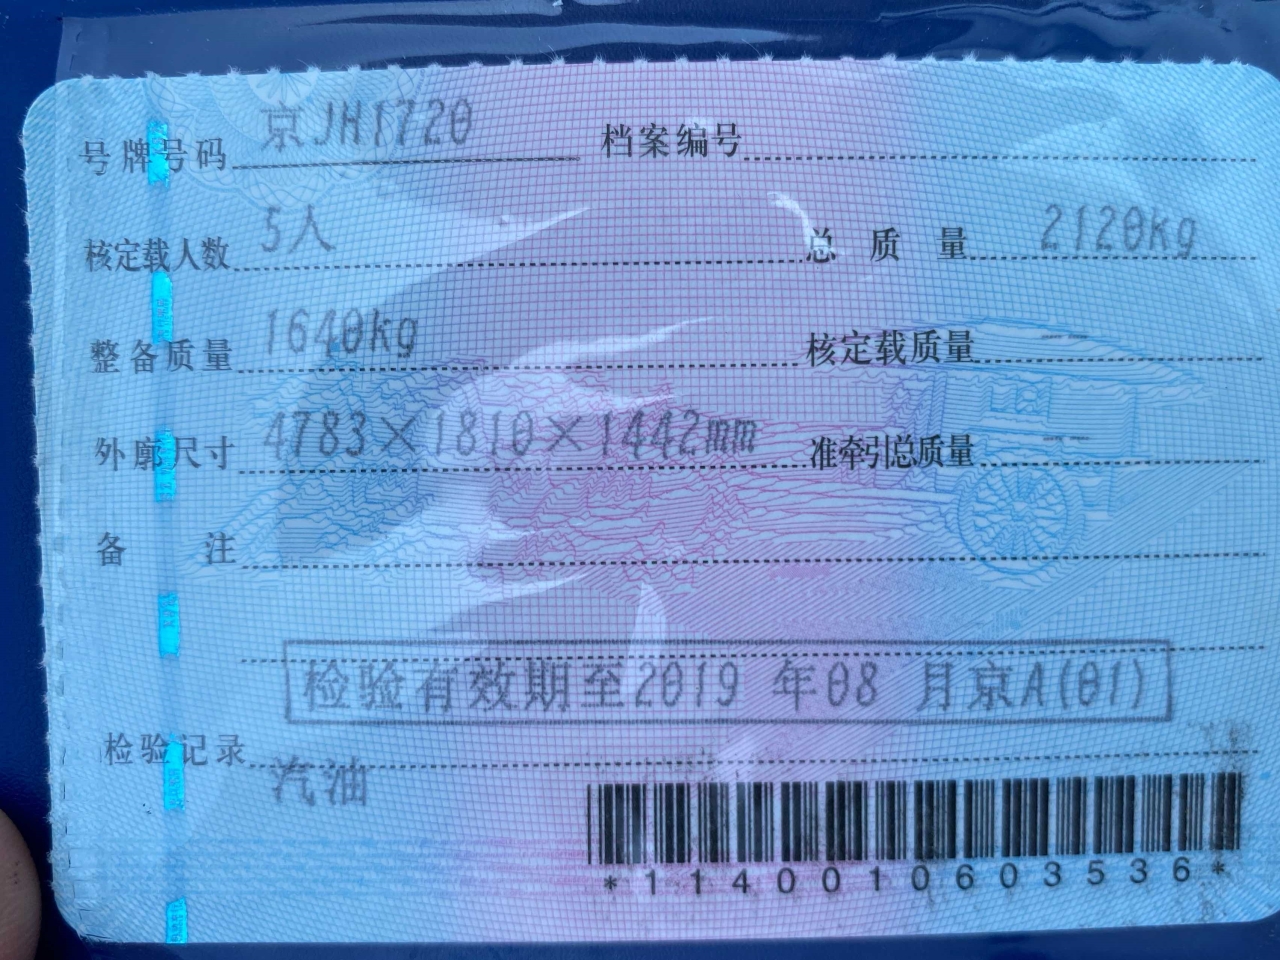 号牌号码 京JH1720 档案编号
核定载人数 5人 总质量 2120kg
整备质量 1640kg 核定载质量 --
外廓尺寸 4783×1810×1442mm 准牵引总质量 --
备注
检验有效期至2019 年08 月京A(01)
检验记录
汽油
*1140010603536*